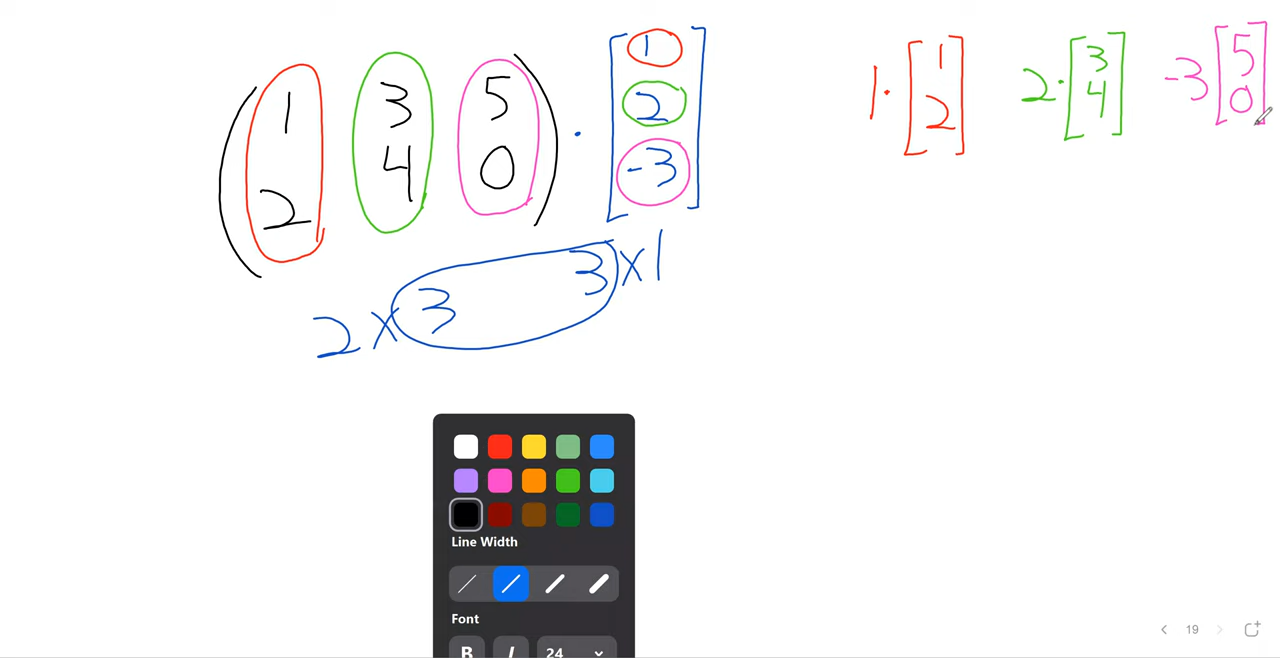 ( 1 3 5 ) · [ 1 ]
( 2 4 0 ) [ 2 ]
[ -3 ]
1 · [ 1 2 ] 2 · [ 3 4 ] -3 [ 5 0 ]
2 x 3 3 x 1
Line Width
Font
B I 24
19